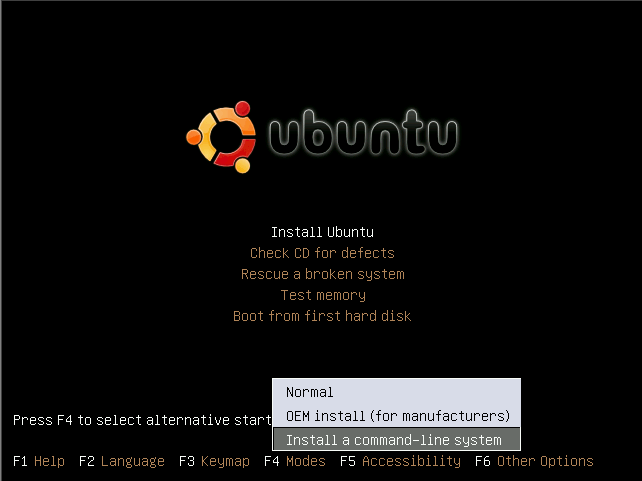 ubuntu
Install Ubuntu
Check CD for defects
Rescue a broken system
Test memory
Boot from first hard disk
Normal
OEM install (for manufacturers)
Install a command-line system
Press F4 to select alternative start
F1 Help F2 Language F3 Keymap F4 Modes F5 Accessibility F6 Other Options